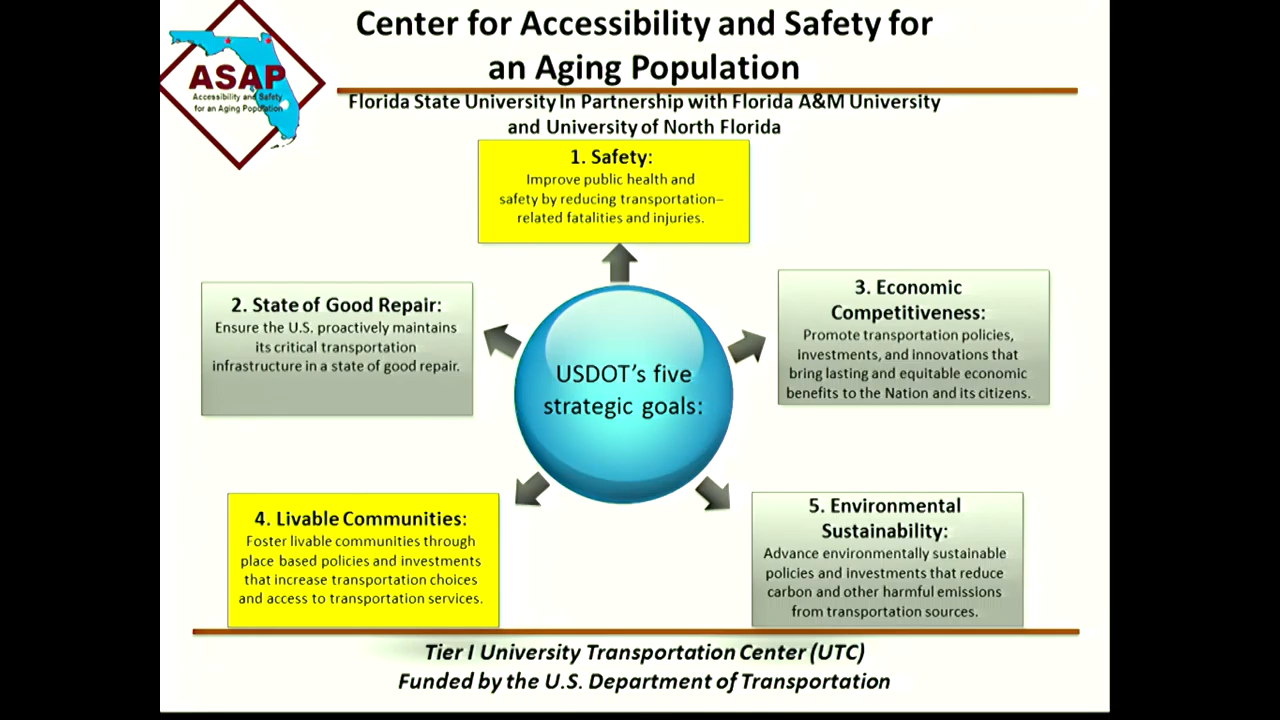 Center for Accessibility and Safety for
an Aging Population
ASAP
Accessibility and Safety
for an Aging Population
Florida State University In Partnership with Florida A&M University
and University of North Florida
1. Safety:
Improve public health and
safety by reducing transportation–
related fatalities and injuries.
2. State of Good Repair:
Ensure the U.S. proactively maintains
its critical transportation
infrastructure in a state of good repair.
3. Economic
Competitiveness:
Promote transportation policies,
investments, and innovations that
bring lasting and equitable economic
benefits to the Nation and its citizens.
USDOT's five
strategic goals:
4. Livable Communities:
Foster livable communities through
place based policies and investments
that increase transportation choices
and access to transportation services.
5. Environmental
Sustainability:
Advance environmentally sustainable
policies and investments that reduce
carbon and other harmful emissions
from transportation sources.
Tier I University Transportation Center (UTC)
Funded by the U.S. Department of Transportation